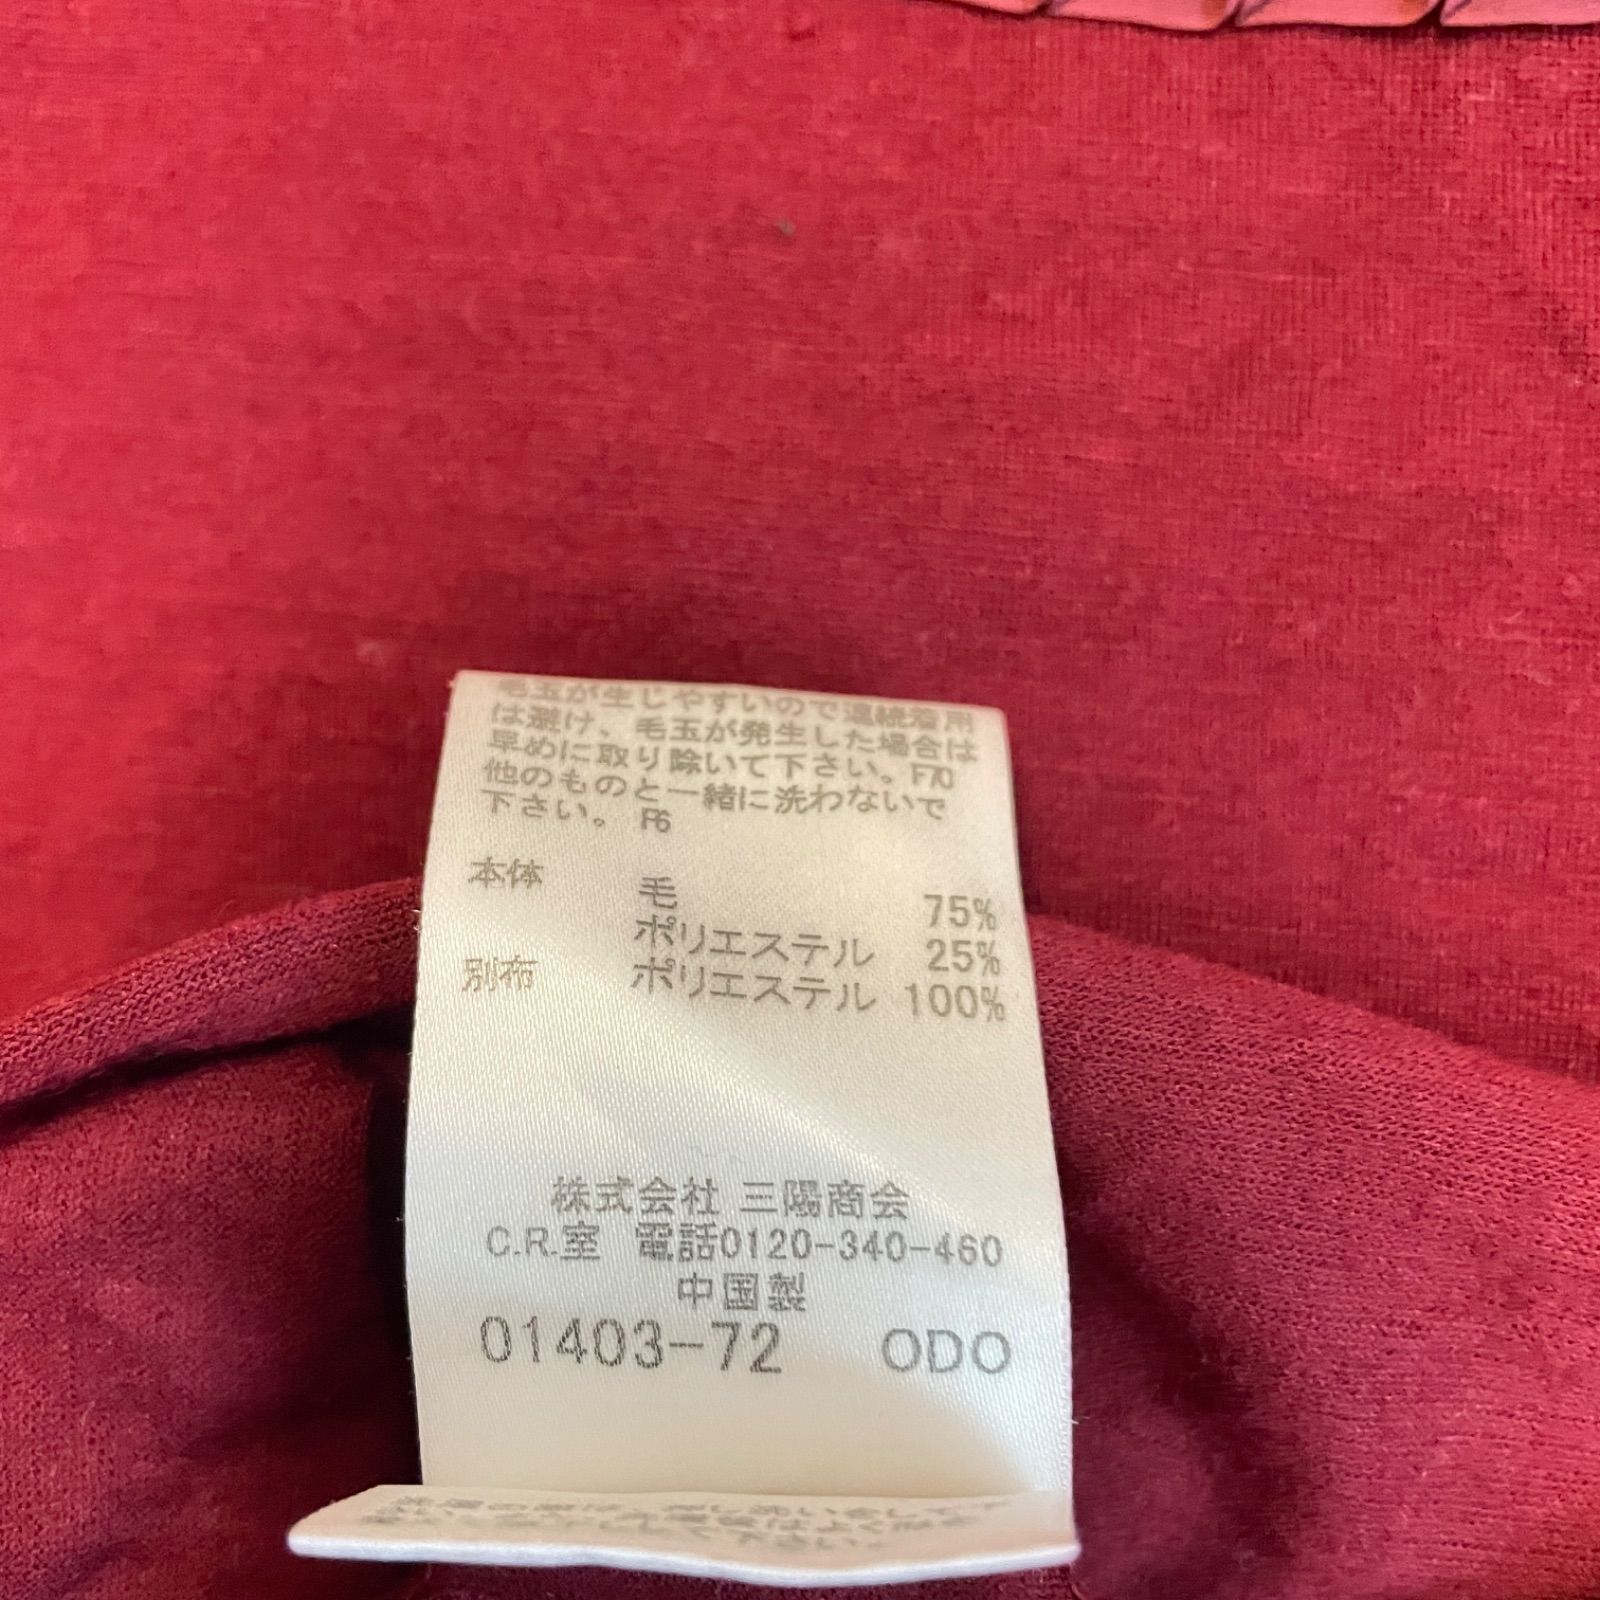 毛玉が生じやすいので連続着用
は避け、毛玉が発生した場合は
早めに取り除いて下さい。F70
他のものと一緒に洗わないで
下さい。 F6
本体 毛 75%
ポリエステル 25%
別布 ポリエステル 100%
株式会社 三陽商会
C.R.室 電話0120-340-460
中国製
01403-72 ODO